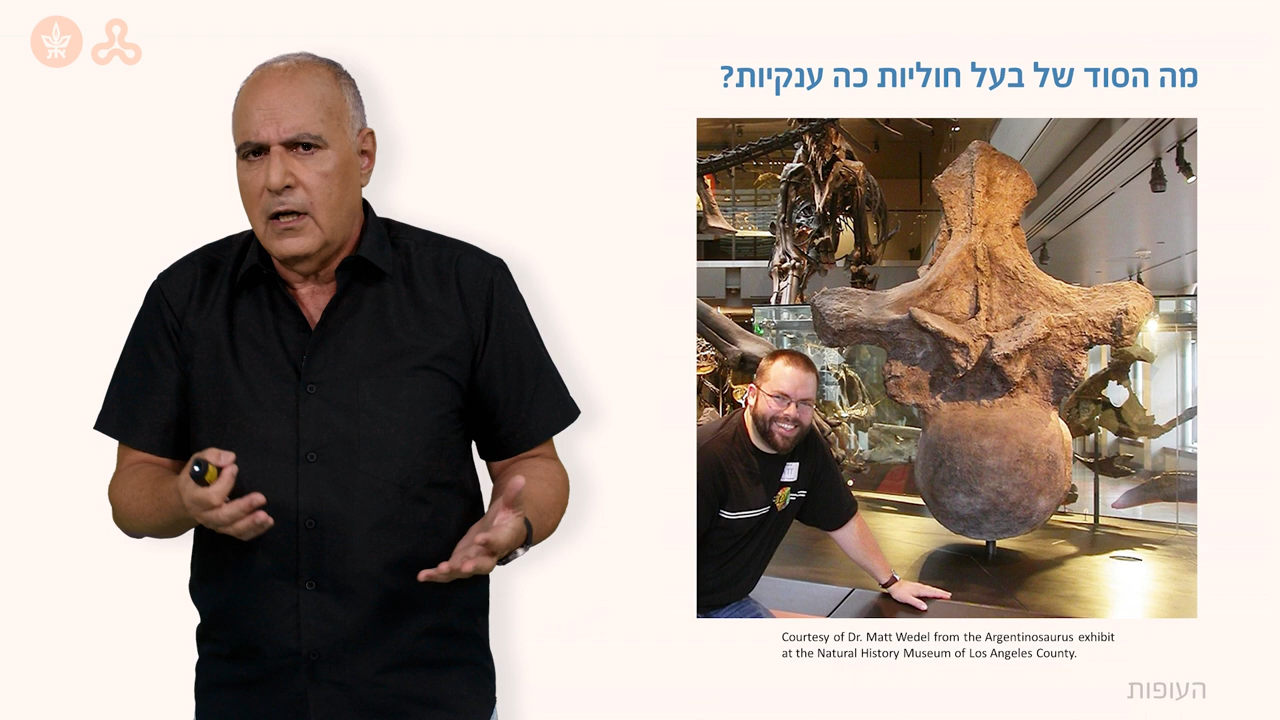 מה הסוד של בעל חוליות כה ענקיות?
Courtesy of Dr. Matt Wedel from the Argentinosaurus exhibit
at the Natural History Museum of Los Angeles County.
העופות